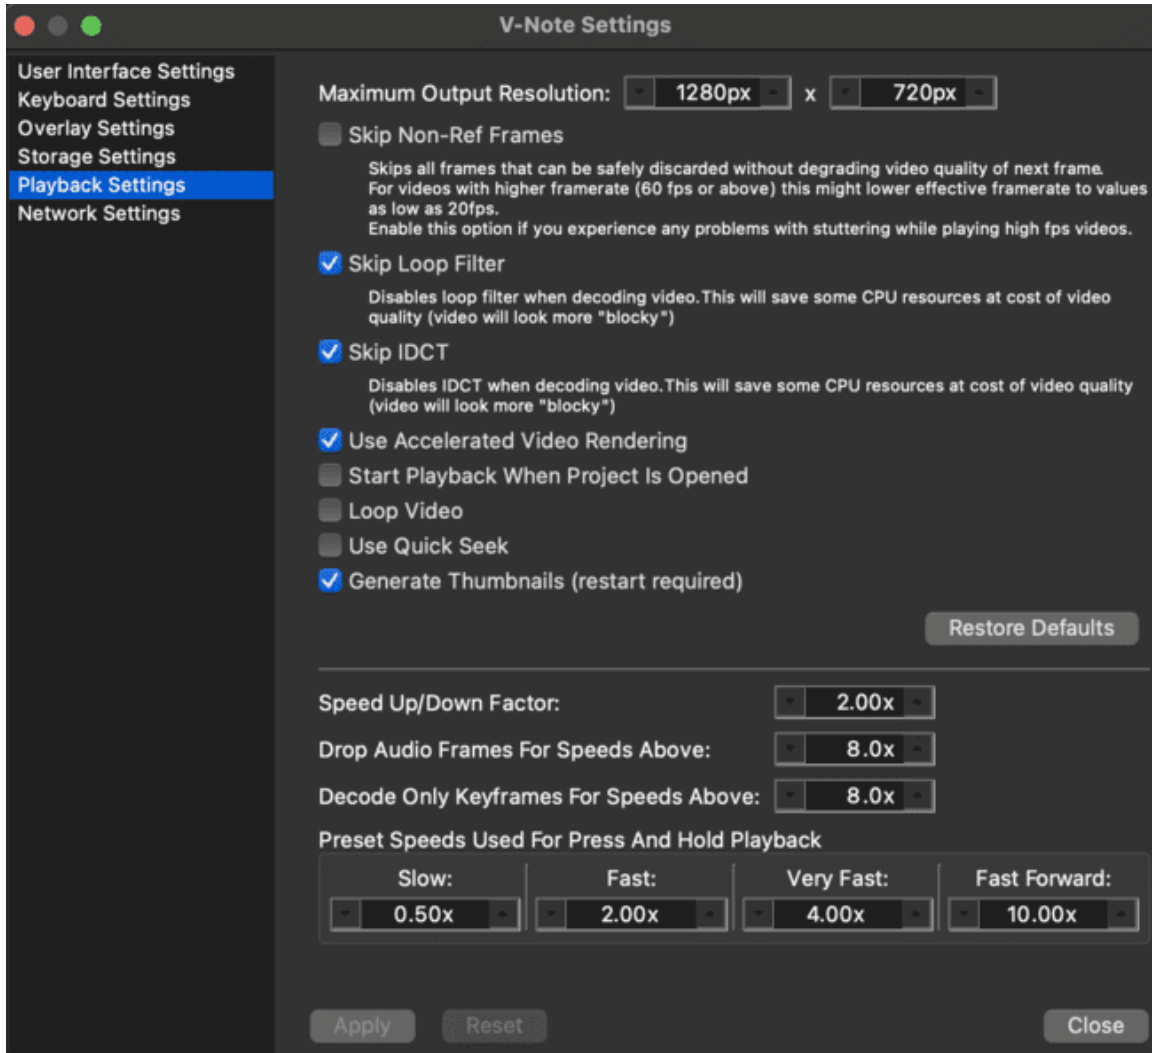 V-Note Settings
User Interface Settings
Keyboard Settings
Overlay Settings
Storage Settings
Playback Settings
Network Settings
Maximum Output Resolution: 1280px x 720px
Skip Non-Ref Frames
Skips all frames that can be safely discarded without degrading video quality of next frame.
For videos with higher framerate (60 fps or above) this might lower effective framerate to values
as low as 20fps.
Enable this option if you experience any problems with stuttering while playing high fps videos.
Skip Loop Filter
Disables loop filter when decoding video.This will save some CPU resources at cost of video
quality (video will look more "blocky")
Skip IDCT
Disables IDCT when decoding video.This will save some CPU resources at cost of video quality
(video will look more "blocky")
Use Accelerated Video Rendering
Start Playback When Project Is Opened
Loop Video
Use Quick Seek
Generate Thumbnails (restart required)
Restore Defaults
Speed Up/Down Factor: 2.00x
Drop Audio Frames For Speeds Above: 8.0x
Decode Only Keyframes For Speeds Above: 8.0x
Preset Speeds Used For Press And Hold Playback
Slow: Fast: Very Fast: Fast Forward:
0.50x 2.00x 4.00x 10.00x
Apply Reset Close